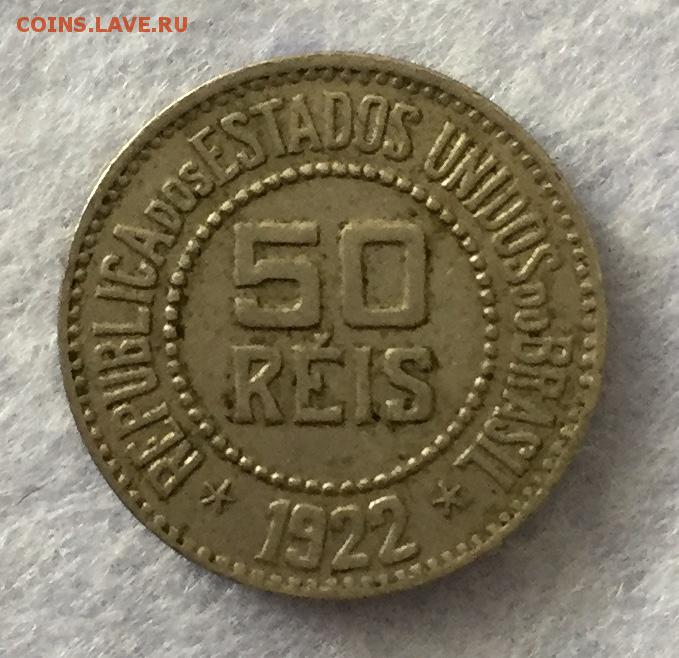 COINS.LAVE.RU
REPUBLICA DOS ESTADOS UNIDOS DO BRASIL
50
RÉIS
* 1922 *